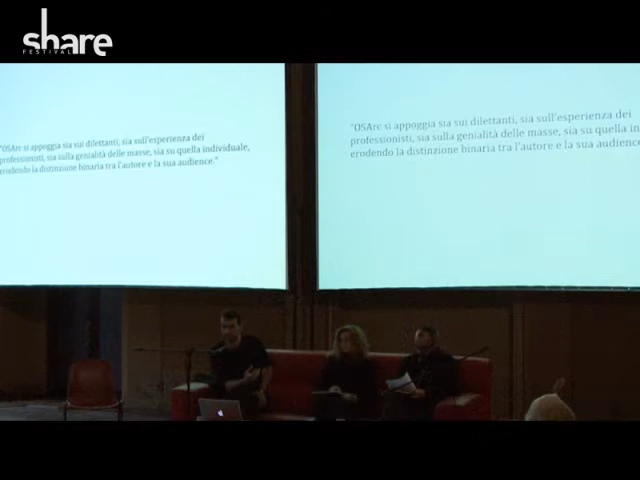 share
FESTIVAL
"OSArc si appoggia sia sui dilettanti, sia sull'esperienza dei
professionisti, sia sulla genialità delle masse, sia su quella individuale,
erodendo la distinzione binaria tra l'autore e la sua audience."
"OSArc si appoggia sia sui dilettanti, sia sull'esperienza dei
professionisti, sia sulla genialità delle masse, sia su quella in
erodendo la distinzione binaria tra l'autore e la sua audience